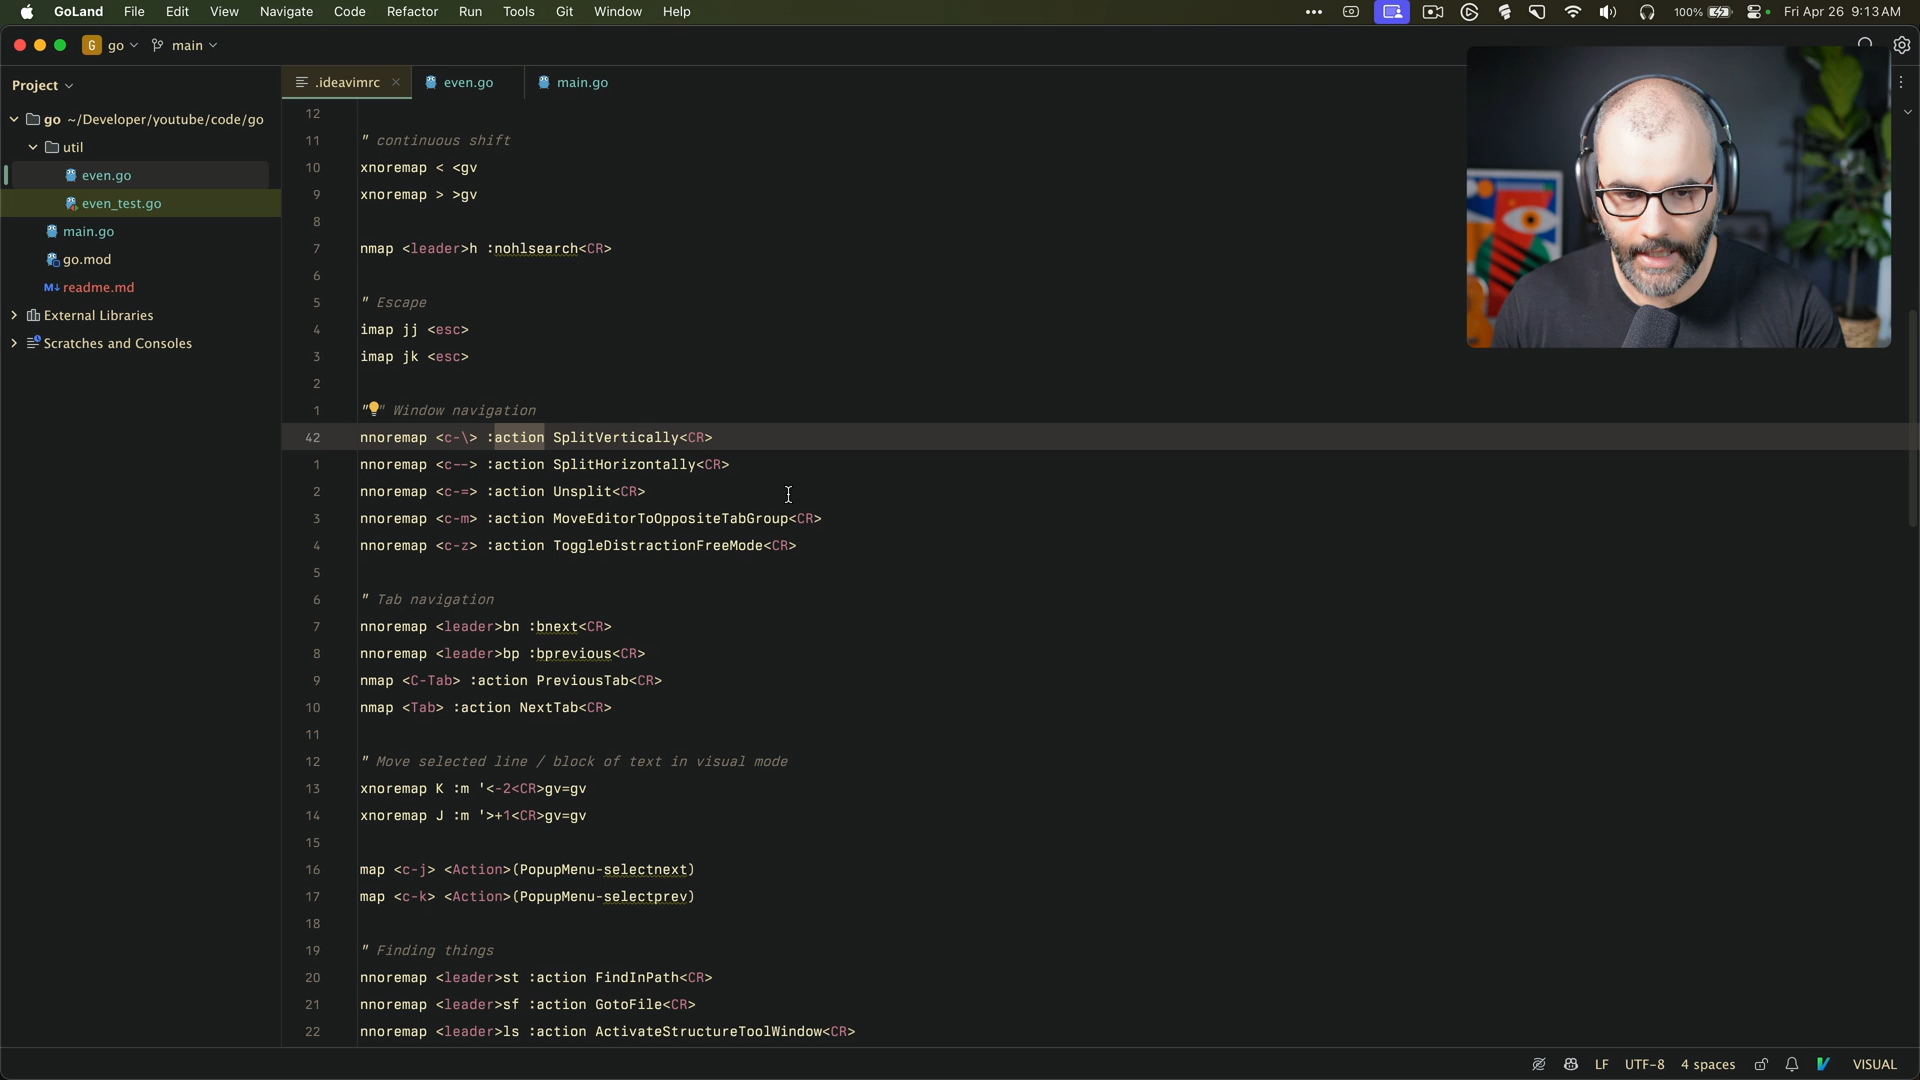 GoLand File Edit View Navigate Code Refactor Run Tools Git Window Help
100% Fri Apr 26 9:13 AM
G go main
Project
.ideavimrc
even.go
main.go
go ~/Developer/youtube/code/go
util
even.go
even_test.go
main.go
go.mod
M↓ readme.md
External Libraries
Scratches and Consoles
12
11 " continuous shift
10 xnoremap < <gv
9 xnoremap > >gv
8
7 nmap <leader>h :nohlsearch<CR>
6
5 " Escape
4 imap jj <esc>
3 imap jk <esc>
2
1 "" Window navigation
42 nnoremap <c-\> :action SplitVertically<CR>
1 nnoremap <c--> :action SplitHorizontally<CR>
2 nnoremap <c-=> :action Unsplit<CR>
3 nnoremap <c-m> :action MoveEditorToOppositeTabGroup<CR>
4 nnoremap <c-z> :action ToggleDistractionFreeMode<CR>
5
6 " Tab navigation
7 nnoremap <leader>bn :bnext<CR>
8 nnoremap <leader>bp :bprevious<CR>
9 nmap <C-Tab> :action PreviousTab<CR>
10 nmap <Tab> :action NextTab<CR>
11
12 " Move selected line / block of text in visual mode
13 xnoremap K :m '<-2<CR>gv=gv
14 xnoremap J :m '>+1<CR>gv=gv
15
16 map <c-j> <Action>(PopupMenu-selectnext)
17 map <c-k> <Action>(PopupMenu-selectprev)
18
19 " Finding things
20 nnoremap <leader>st :action FindInPath<CR>
21 nnoremap <leader>sf :action GotoFile<CR>
22 nnoremap <leader>ls :action ActivateStructureToolWindow<CR>
LF UTF-8 4 spaces VISUAL